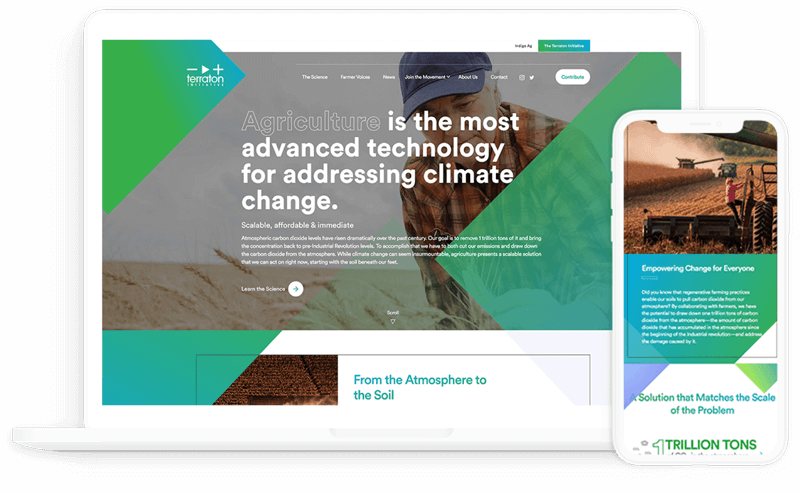 Indigo Ag
The Terraton Initiative
terraton
INITIATIVE
The Science
Farmer Voices
News
Join the Movement
About Us
Contact
Contribute
Agriculture is the most
advanced technology
for addressing climate
change.
Scalable, affordable & immediate
Atmospheric carbon dioxide levels have risen dramatically over the past century. Our goal is to remove 1 trillion tons of it and bring
the concentration back to pre-Industrial Revolution levels. To accomplish that we have to both cut our emissions and draw down
the carbon dioxide from the atmosphere. While climate change can seem insurmountable, agriculture presents a scalable solution
that we can act on right now, starting with the soil beneath our feet.
Learn the Science
Scroll
From the Atmosphere to
the Soil
Empowering Change for Everyone
Did you know that regenerative farming practices
enable our soils to pull carbon dioxide from our
atmosphere? By collaborating with farmers, we have
the potential to draw down one trillion tons of carbon
dioxide from the atmosphere—the amount of carbon
dioxide that has accumulated in the atmosphere since
the beginning of the industrial revolution—and address
the damage caused by it.
A Solution that Matches the Scale
of the Problem
1 TRILLION TONS